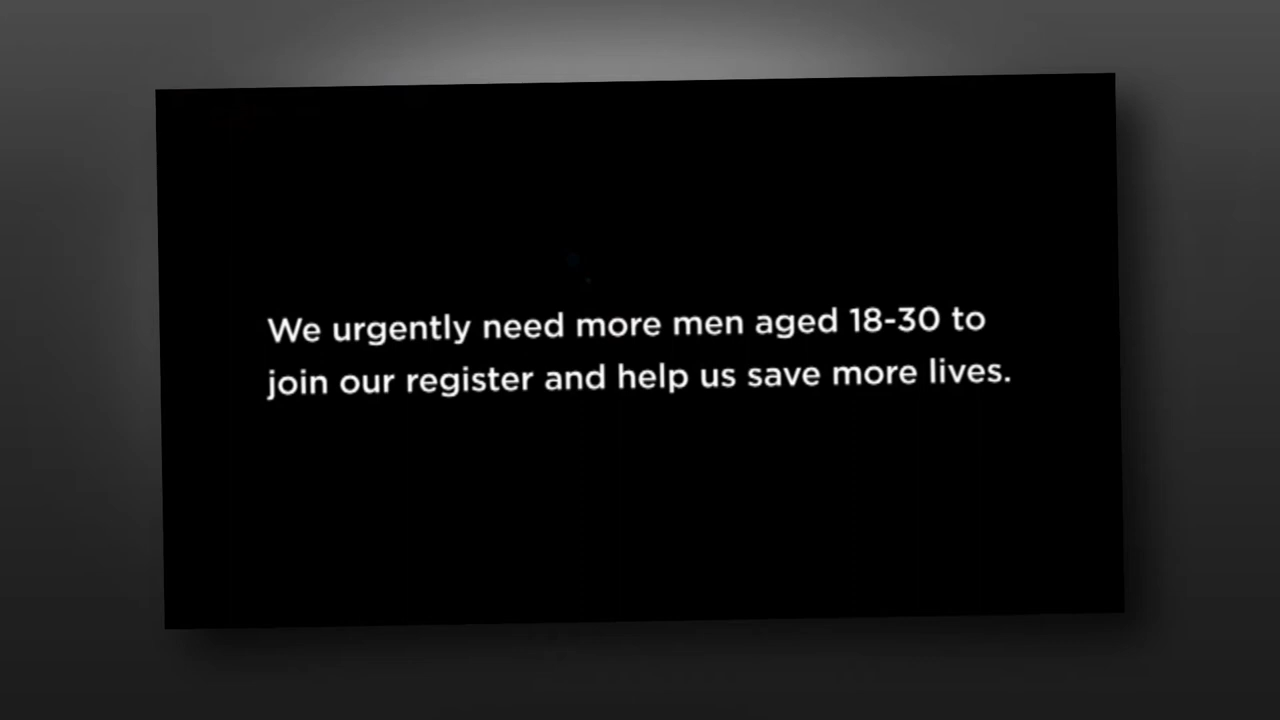 We urgently need more men aged 18-30 to
join our register and help us save more lives.